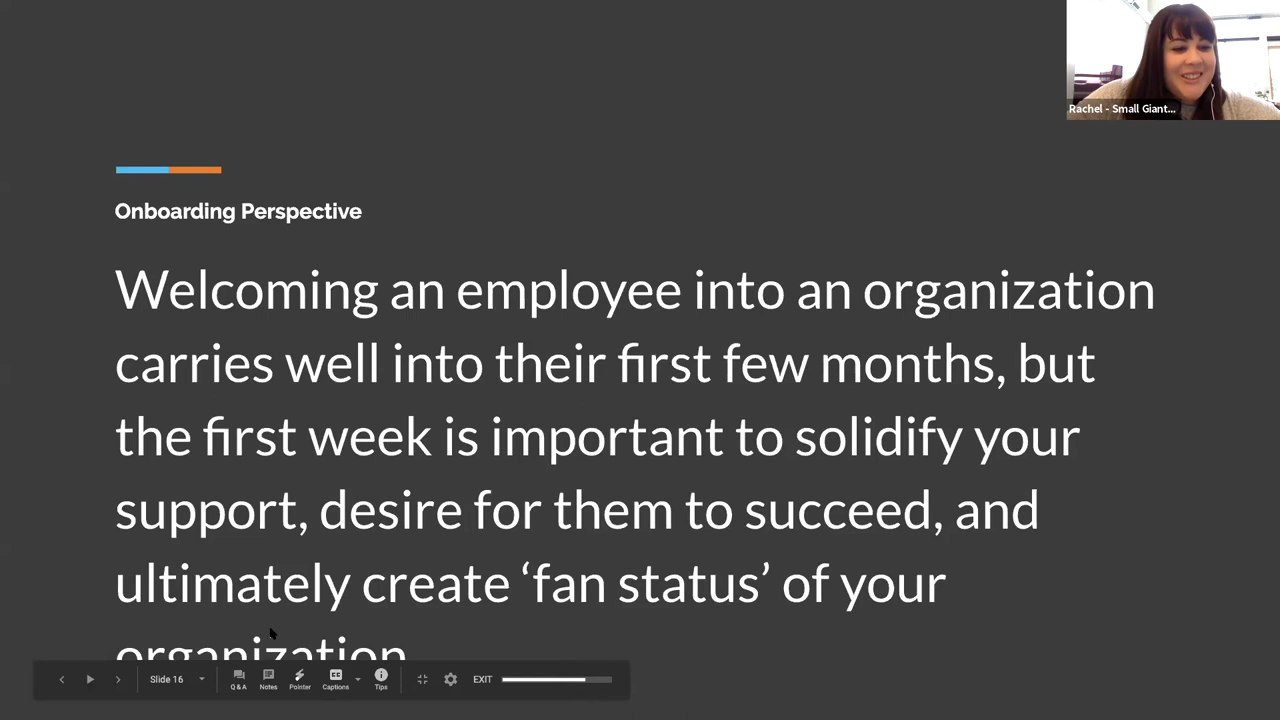 Rachel - Small Giant...
Onboarding Perspective
Welcoming an employee into an organization
carries well into their first few months, but
the first week is important to solidify your
support, desire for them to succeed, and
ultimately create ‘fan status’ of your
organization
Slide 16
Q & A
Notes
Pointer
CC
Captions
Tips
EXIT